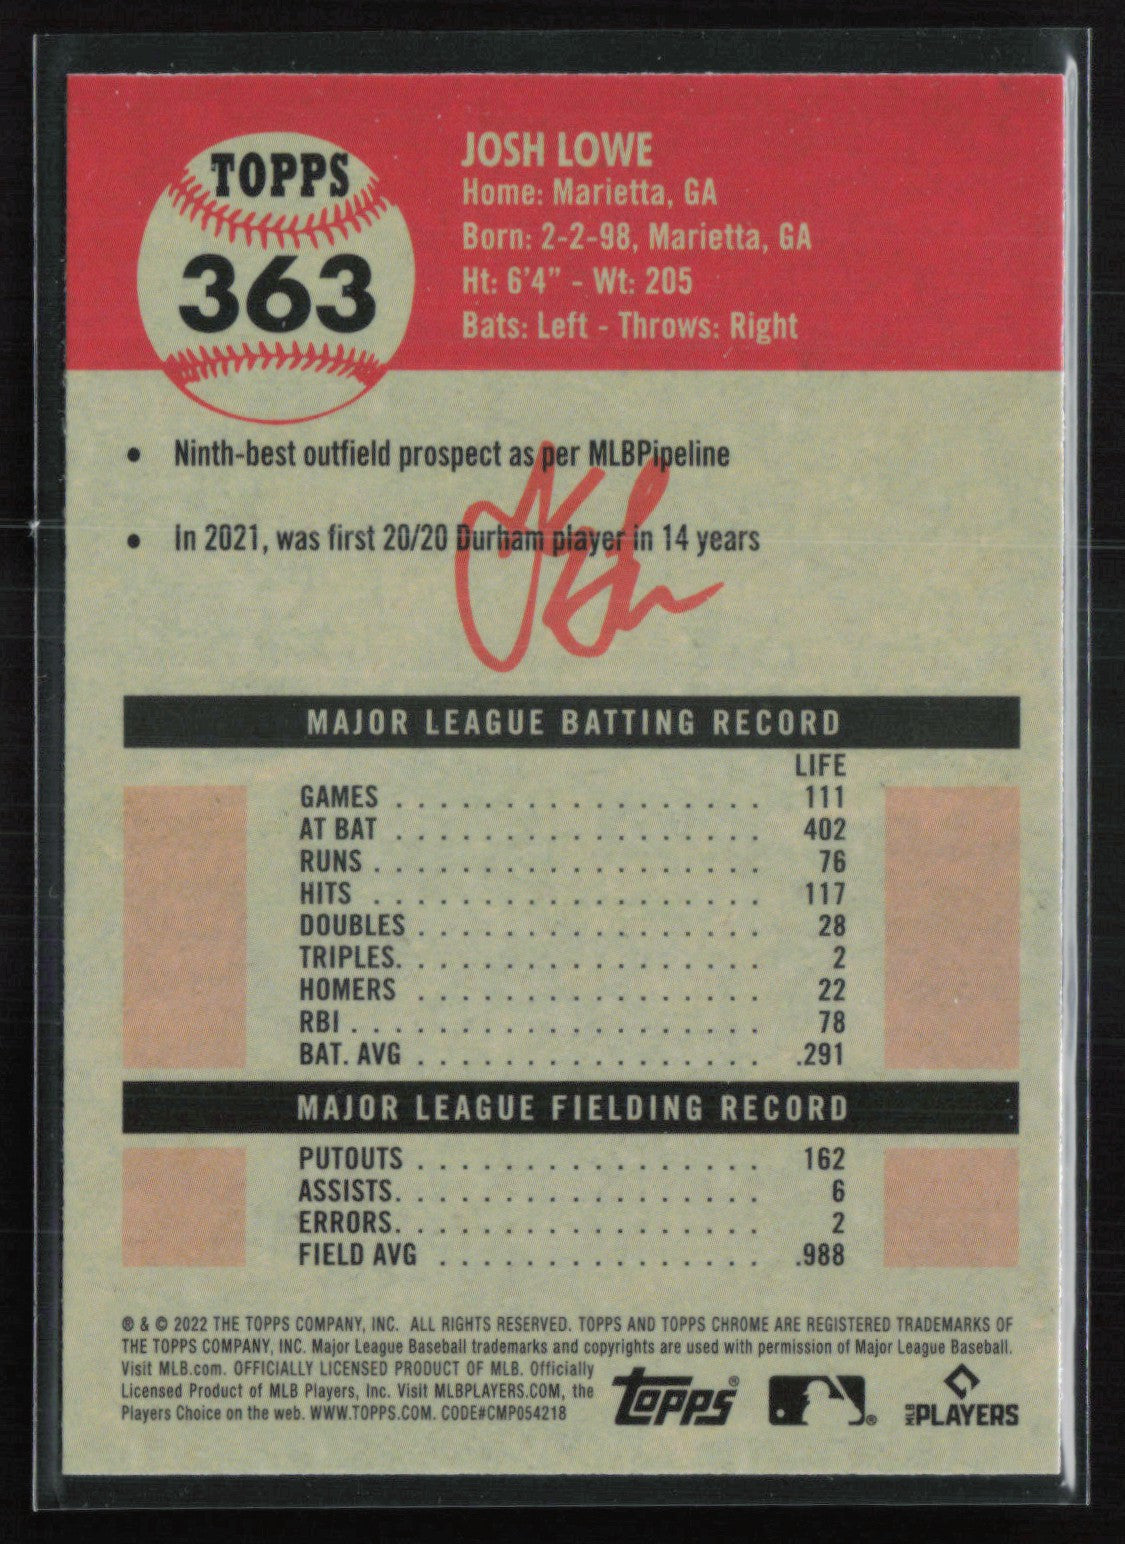 TOPPS
363
JOSH LOWE
Home: Marietta, GA
Born: 2-2-98, Marietta, GA
Ht: 6'4" - Wt: 205
Bats: Left - Throws: Right
• Ninth-best outfield prospect as per MLBPipeline
• In 2021, was first 20/20 Durham player in 14 years
MAJOR LEAGUE BATTING RECORD
LIFE
GAMES . . . . . . . . . . . . . . . . . . . 111
AT BAT . . . . . . . . . . . . . . . . . . . 402
RUNS . . . . . . . . . . . . . . . . . . . . 76
HITS . . . . . . . . . . . . . . . . . . . . 117
DOUBLES . . . . . . . . . . . . . . . . . . 28
TRIPLES. . . . . . . . . . . . . . . . . . . 2
HOMERS . . . . . . . . . . . . . . . . . . 22
RBI . . . . . . . . . . . . . . . . . . . . . 78
BAT. AVG . . . . . . . . . . . . . . . . . . .291
MAJOR LEAGUE FIELDING RECORD
PUTOUTS . . . . . . . . . . . . . . . . . . 162
ASSISTS. . . . . . . . . . . . . . . . . . . 6
ERRORS. . . . . . . . . . . . . . . . . . . 2
FIELD AVG . . . . . . . . . . . . . . . . . .988
® & © 2022 THE TOPPS COMPANY, INC. ALL RIGHTS RESERVED. TOPPS AND TOPPS CHROME ARE REGISTERED TRADEMARKS OF
THE TOPPS COMPANY, INC. Major League Baseball trademarks and copyrights are used with permission of Major League Baseball.
Visit MLB.com. OFFICIALLY LICENSED PRODUCT OF MLB. Officially
Licensed Product of MLB Players, Inc. Visit MLBPLAYERS.COM, the
Players Choice on the web. WWW.TOPPS.COM. CODE#CMP054218
topps®
®
MLB PLAYERS